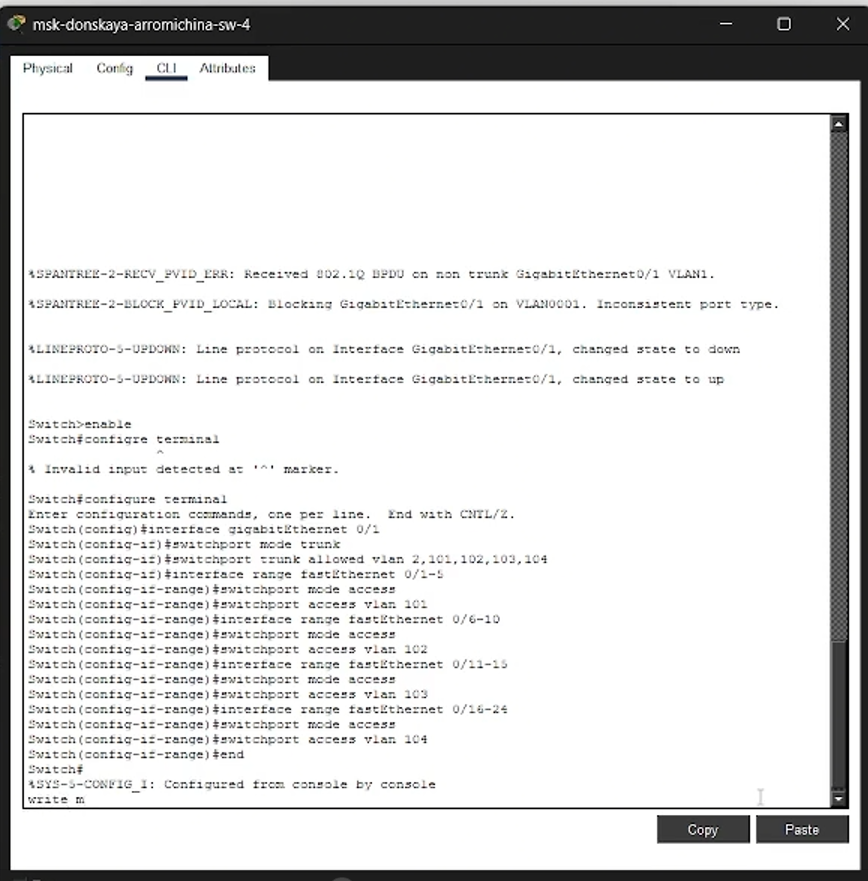 msk-donskaya-arromichina-sw-4
Physical Config CLI Attributes
%SPANTREE-2-RECV_PVID_ERR: Received 802.1Q BPDU on non trunk GigabitEthernet0/1 VLAN1.
%SPANTREE-2-BLOCK_PVID_LOCAL: Blocking GigabitEthernet0/1 on VLAN0001. Inconsistent port type.
%LINEPROTO-5-UPDOWN: Line protocol on Interface GigabitEthernet0/1, changed state to down
%LINEPROTO-5-UPDOWN: Line protocol on Interface GigabitEthernet0/1, changed state to up
Switch>enable
Switch#configre terminal
^
% Invalid input detected at '^' marker.
Switch#configure terminal
Enter configuration commands, one per line. End with CNTL/Z.
Switch(config)#interface gigabitEthernet 0/1
Switch(config-if)#switchport mode trunk
Switch(config-if)#switchport trunk allowed vlan 2,101,102,103,104
Switch(config-if)#interface range fastEthernet 0/1-5
Switch(config-if-range)#switchport mode access
Switch(config-if-range)#switchport access vlan 101
Switch(config-if-range)#interface range fastEthernet 0/6-10
Switch(config-if-range)#switchport mode access
Switch(config-if-range)#switchport access vlan 102
Switch(config-if-range)#interface range fastEthernet 0/11-15
Switch(config-if-range)#switchport mode access
Switch(config-if-range)#switchport access vlan 103
Switch(config-if-range)#interface range fastEthernet 0/16-24
Switch(config-if-range)#switchport mode access
Switch(config-if-range)#switchport access vlan 104
Switch(config-if-range)#end
Switch#
%SYS-5-CONFIG_I: Configured from console by console
write m
Copy Paste